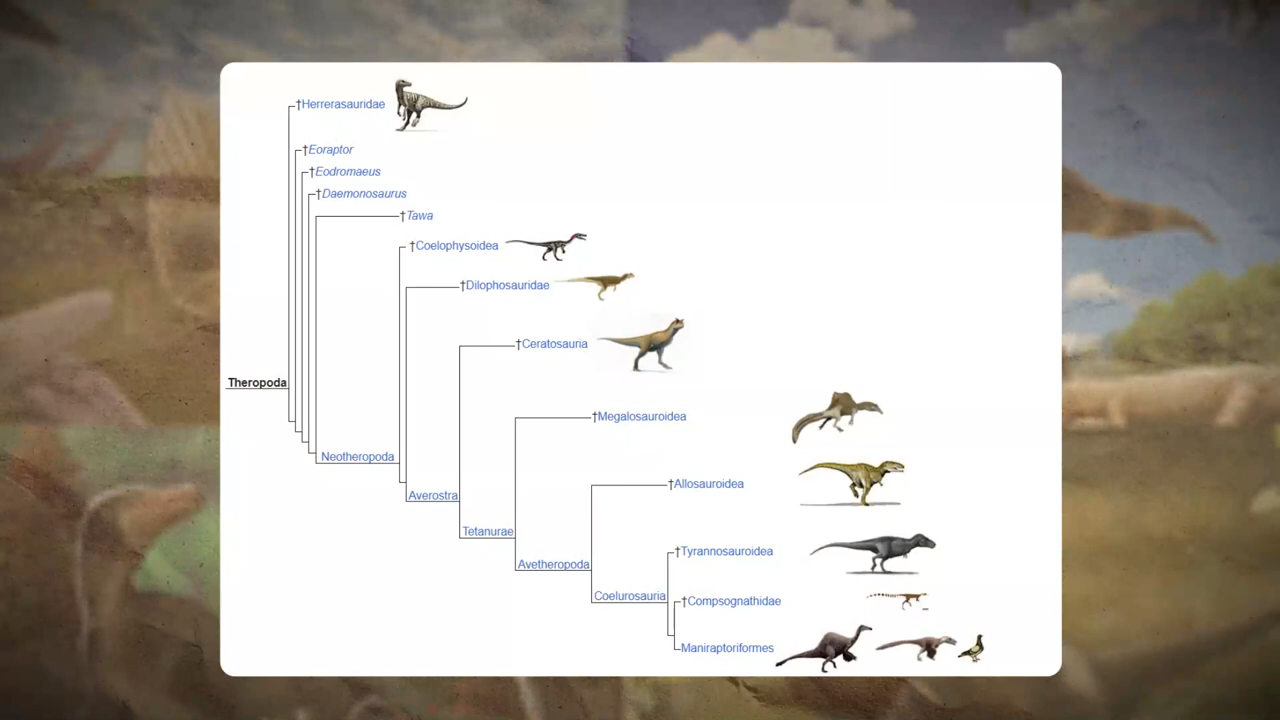 †Herrerasauridae
†Eoraptor
†Eodromaeus
†Daemonosaurus
†Tawa
†Coelophysoidea
†Dilophosauridae
†Ceratosauria
Theropoda
†Megalosauroidea
Neotheropoda
†Allosauroidea
Averostra
Tetanurae
†Tyrannosauroidea
Avetheropoda
Coelurosauria
†Compsognathidae
Maniraptoriformes